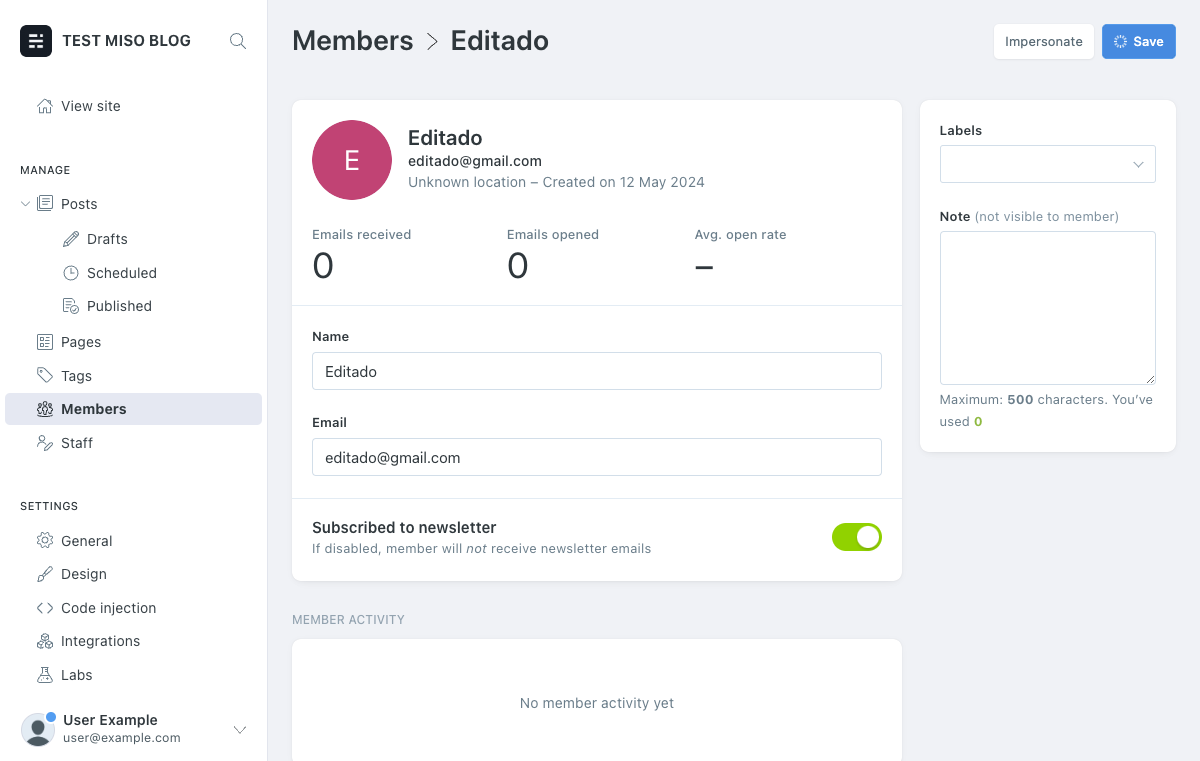 TEST MISO BLOG
View site
MANAGE
Posts
Drafts
Scheduled
Published
Pages
Tags
Members
Staff
SETTINGS
General
Design
Code injection
Integrations
Labs
User Example
user@example.com
Members > Editado
Impersonate
Save
E
Editado
editado@gmail.com
Unknown location – Created on 12 May 2024
Emails received
0
Emails opened
0
Avg. open rate
–
Name
Editado
Email
editado@gmail.com
Subscribed to newsletter
If disabled, member will not receive newsletter emails
MEMBER ACTIVITY
No member activity yet
Labels
Note (not visible to member)
Maximum: 500 characters. You’ve
used 0